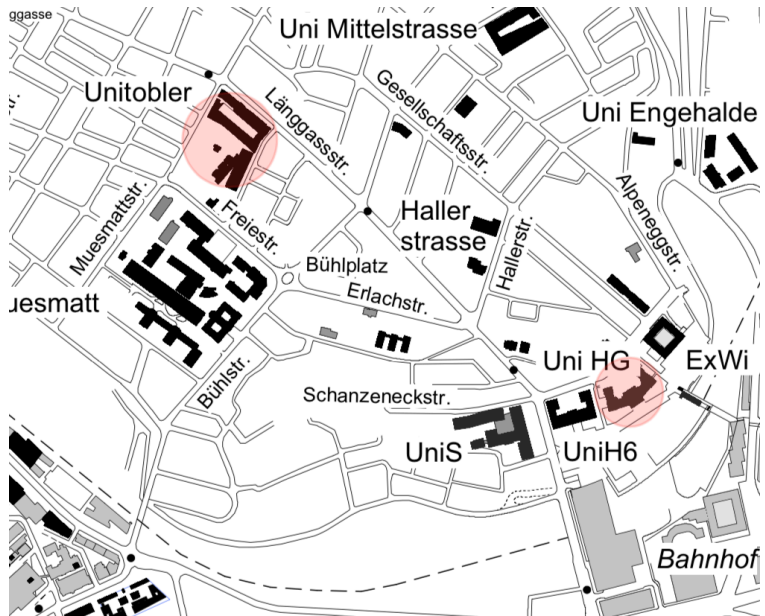 ggasse
Uni Mittelstrasse
Unitobler
Länggassstr.
Gesellschaftsstr.
Uni Engehalde
Muesmattstr.
Freiestr.
Haller
strasse
Hallerstr.
Alpeneggstr.
Bühlplatz
Erlachstr.
uesmatt
Bühlstr.
Uni HG
ExWi
Schanzeneckstr.
UniS
UniH6
Bahnhof